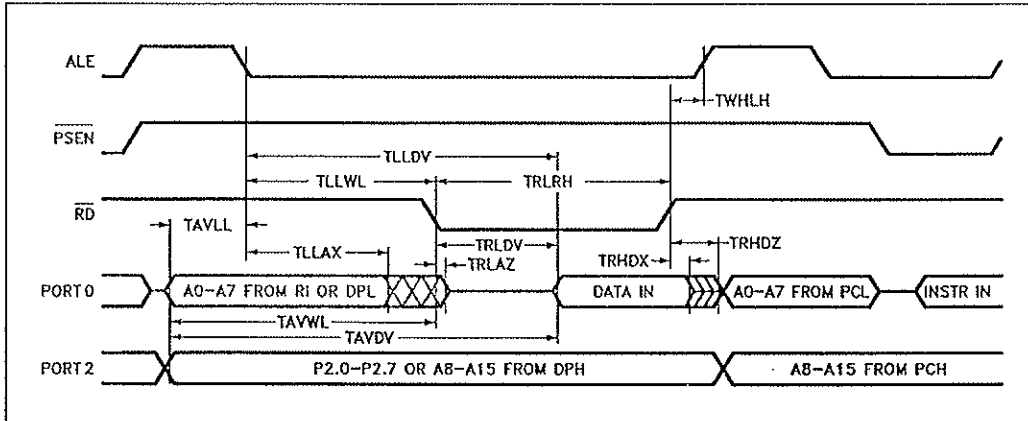 ALE
TWHLH
PSEN
TLLDV
TLLWL
TRLRH
RD
TAVLL
TRLDV
TRHDZ
TLLAX
TRLAZ
TRHDX
PORT 0
A0-A7 FROM RI OR DPL
DATA IN
A0-A7 FROM PCL
INSTR IN
TAVWL
TAVDV
PORT 2
P2.0-P2.7 OR A8-A15 FROM DPH
A8-A15 FROM PCH